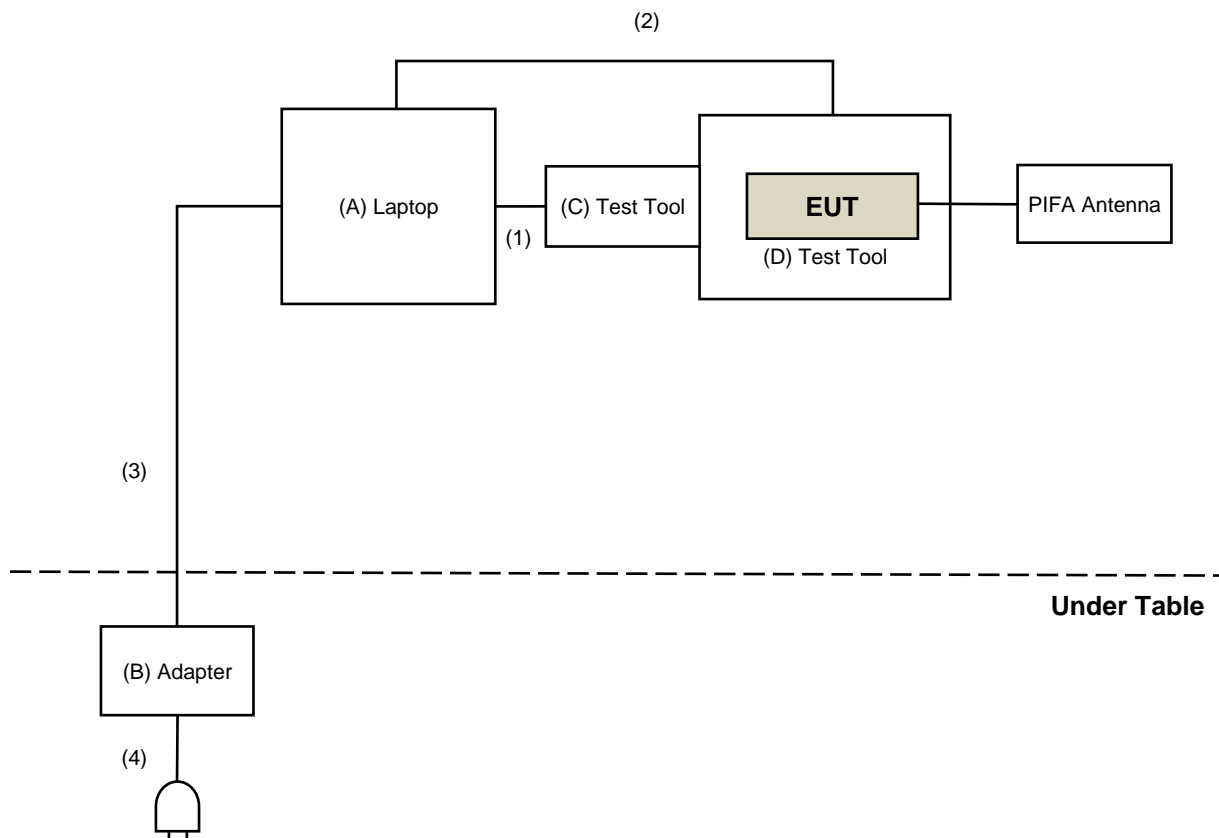 (2)
(A) Laptop
(1)
(C) Test Tool
EUT
(D) Test Tool
PIFA Antenna
(3)
Under Table
(B) Adapter
(4)